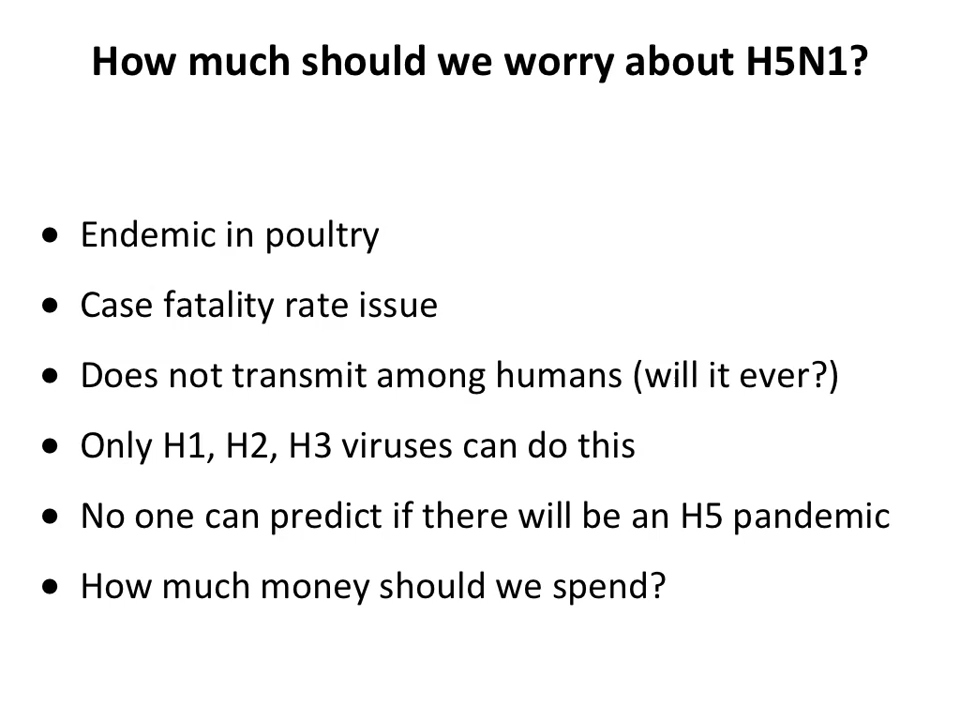 How much should we worry about H5N1?
• Endemic in poultry
• Case fatality rate issue
• Does not transmit among humans (will it ever?)
• Only H1, H2, H3 viruses can do this
• No one can predict if there will be an H5 pandemic
• How much money should we spend?